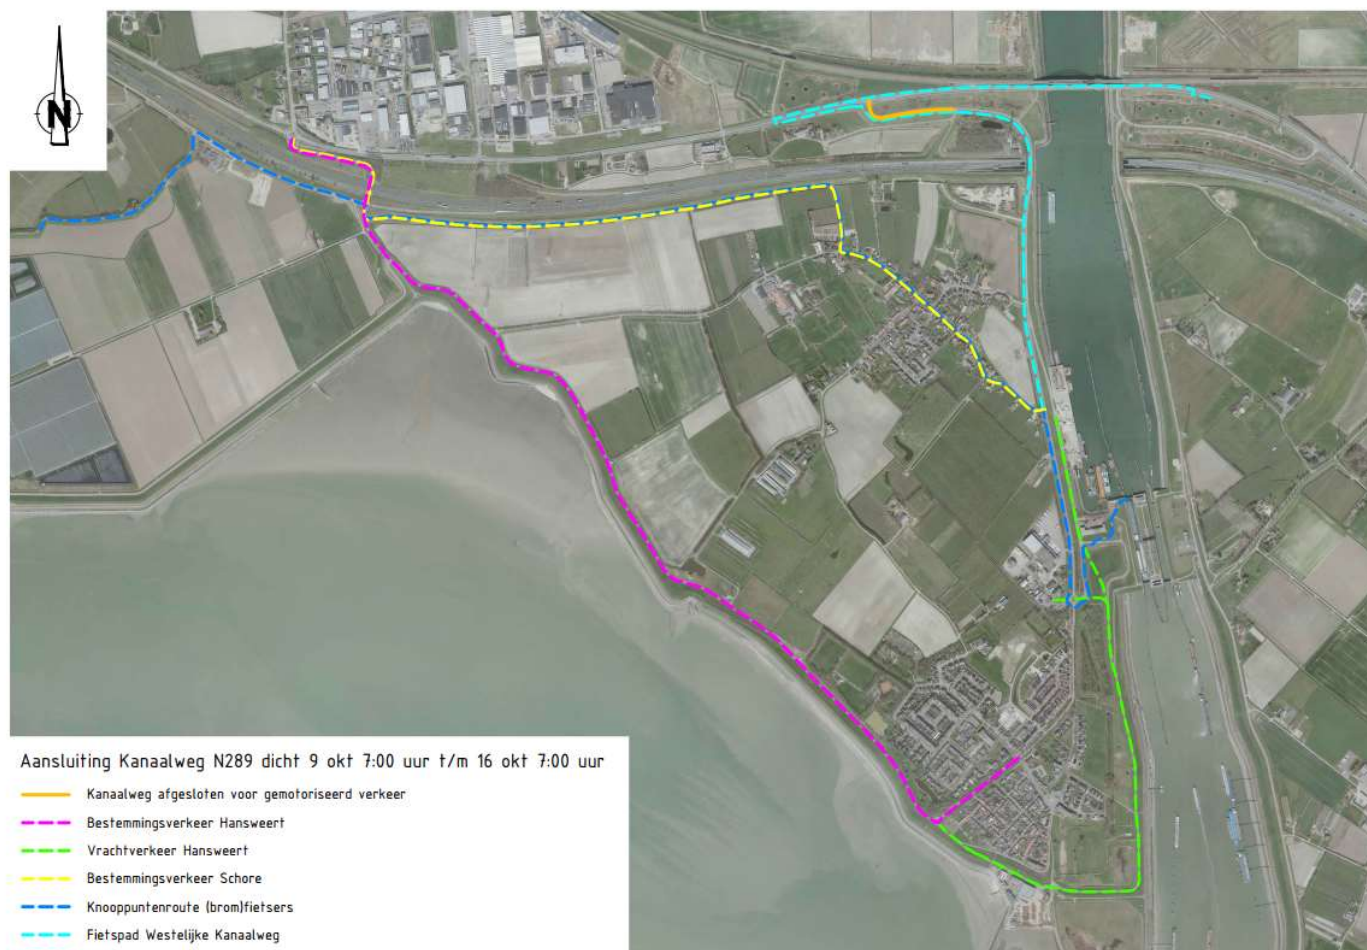 N
Aansluiting Kanaalweg N289 dicht 9 okt 7:00 uur t/m 16 okt 7:00 uur
Kanaalweg afgesloten voor gemotoriseerd verkeer
Bestemmingsverkeer Hansweert
Vrachtverkeer Hansweert
Bestemmingsverkeer Schore
Knooppuntenroute (brom)fietsers
Fietspad Westelijke Kanaalweg